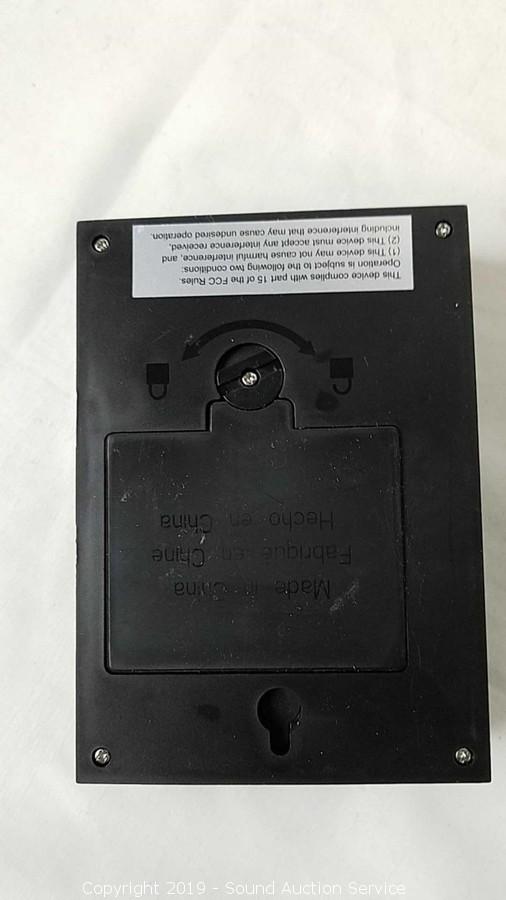 This device complies with part 15 of the FCC Rules.
Operation is subject to the following two conditions:
(1) This device may not cause harmful interference, and
(2) This device must accept any interference received,
including interference that may cause undesired operation.
Made in China
Fabriqué en Chine
Hecho en China
Copyright 2019 - Sound Auction Service